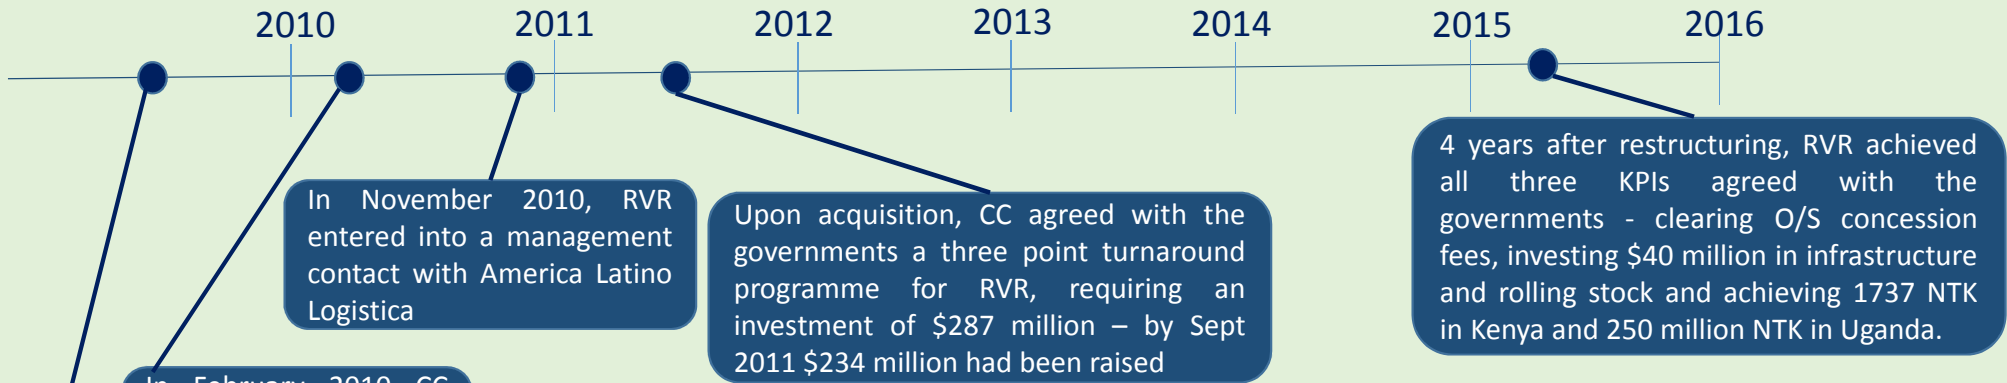 2010 2011 2012 2013 2014 2015 2016
In November 2010, RVR
entered into a management
contact with America Latino
Logistica
Upon acquisition, CC agreed with the
governments a three point turnaround
programme for RVR, requiring an
investment of $287 million – by Sept
2011 $234 million had been raised
4 years after restructuring, RVR achieved
all three KPIs agreed with the
governments - clearing O/S concession
fees, investing $40 million in infrastructure
and rolling stock and achieving 1737 NTK
in Kenya and 250 million NTK in Uganda.
In February 2010 CC